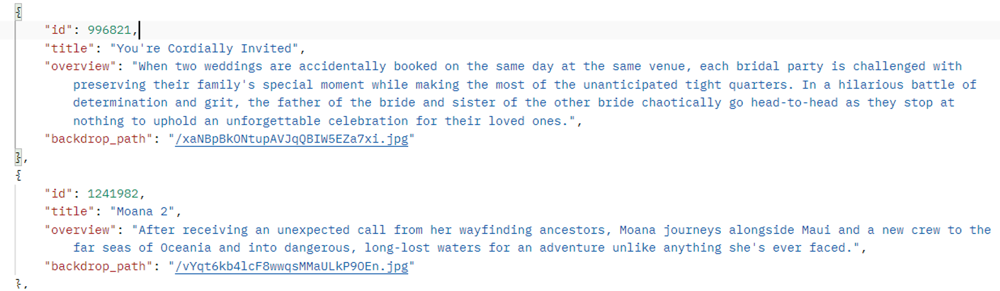 {
"id": 996821,
"title": "You're Cordially Invited",
"overview": "When two weddings are accidentally booked on the same day at the same venue, each bridal party is challenged with
preserving their family's special moment while making the most of the unanticipated tight quarters. In a hilarious battle of
determination and grit, the father of the bride and sister of the other bride chaotically go head-to-head as they stop at
nothing to uphold an unforgettable celebration for their loved ones.",
"backdrop_path": "/xaNBpBkONtupAVJqQBIW5EZa7xi.jpg"
},
{
"id": 1241982,
"title": "Moana 2",
"overview": "After receiving an unexpected call from her wayfinding ancestors, Moana journeys alongside Maui and a new crew to the
far seas of Oceania and into dangerous, long-lost waters for an adventure unlike anything she's ever faced.",
"backdrop_path": "/vYqt6kb4lcF8wwqsMMaULkP9OEn.jpg"
},